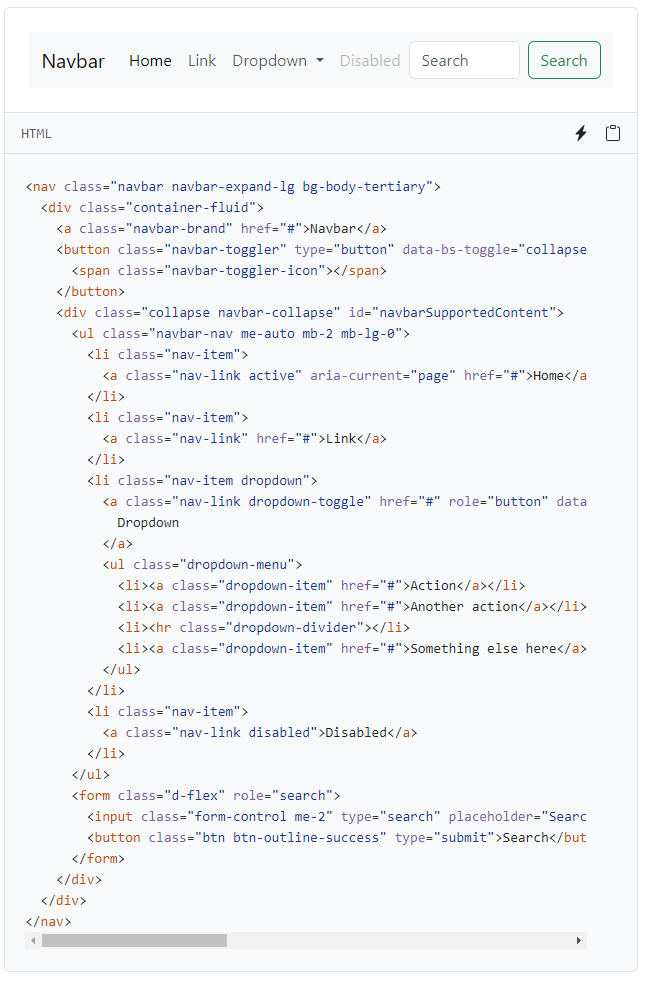 Navbar Home Link Dropdown Disabled Search Search
HTML
<nav class="navbar navbar-expand-lg bg-body-tertiary">
  <div class="container-fluid">
    <a class="navbar-brand" href="#">Navbar</a>
    <button class="navbar-toggler" type="button" data-bs-toggle="collapse
      <span class="navbar-toggler-icon"></span>
    </button>
    <div class="collapse navbar-collapse" id="navbarSupportedContent">
      <ul class="navbar-nav me-auto mb-2 mb-lg-0">
        <li class="nav-item">
          <a class="nav-link active" aria-current="page" href="#">Home</a
        </li>
        <li class="nav-item">
          <a class="nav-link" href="#">Link</a>
        </li>
        <li class="nav-item dropdown">
          <a class="nav-link dropdown-toggle" href="#" role="button" data
            Dropdown
          </a>
          <ul class="dropdown-menu">
            <li><a class="dropdown-item" href="#">Action</a></li>
            <li><a class="dropdown-item" href="#">Another action</a></li>
            <li><hr class="dropdown-divider"></li>
            <li><a class="dropdown-item" href="#">Something else here</a>
          </ul>
        </li>
        <li class="nav-item">
          <a class="nav-link disabled">Disabled</a>
        </li>
      </ul>
      <form class="d-flex" role="search">
        <input class="form-control me-2" type="search" placeholder="Searc
        <button class="btn btn-outline-success" type="submit">Search</but
      </form>
    </div>
  </div>
</nav>